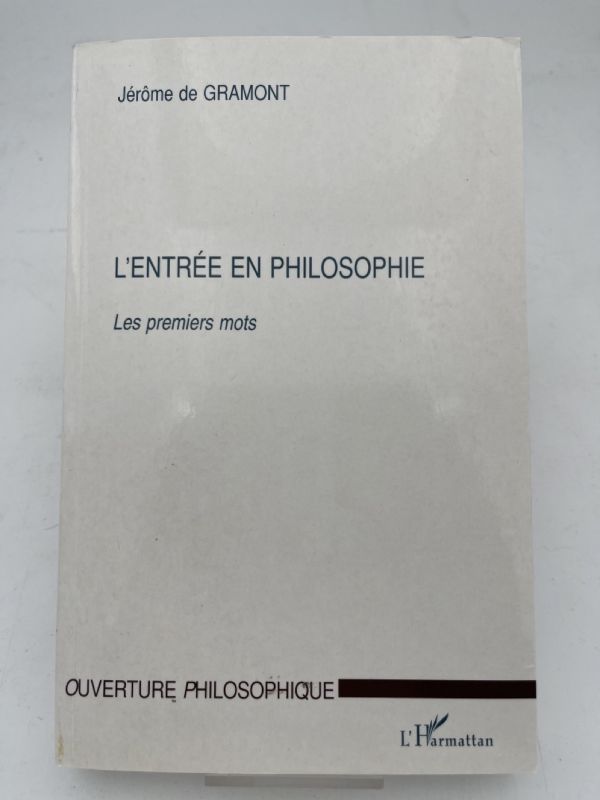 Jérôme de GRAMONT
L'ENTRÉE EN PHILOSOPHIE
Les premiers mots
OUVERTURE PHILOSOPHIQUE
L'Harmattan